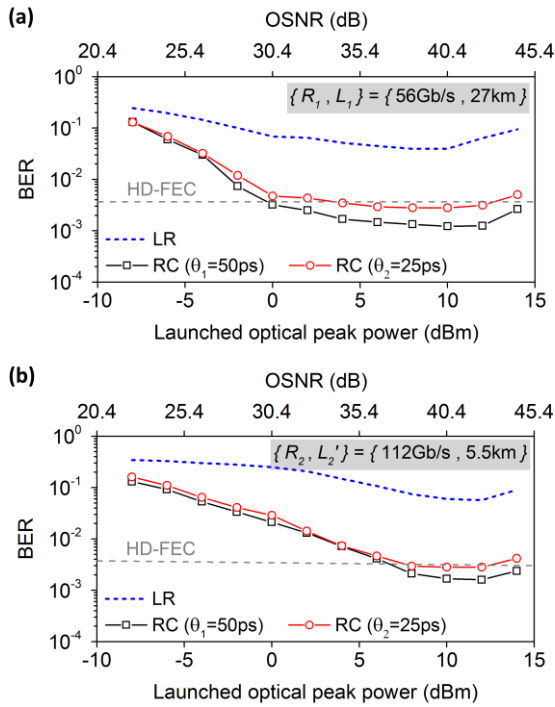 (a)
OSNR (dB)
20.4 25.4 30.4 35.4 40.4 45.4
10⁰
{ R₁ , L₁ } = { 56Gb/s , 27km }
10⁻¹
BER
10⁻²
HD-FEC
10⁻³
LR
RC (θ₁=50ps) RC (θ₂=25ps)
10⁻⁴
-10 -5 0 5 10 15
Launched optical peak power (dBm)
(b)
OSNR (dB)
20.4 25.4 30.4 35.4 40.4 45.4
10⁰
{ R₂ , L₂' } = { 112Gb/s , 5.5km }
10⁻¹
BER
10⁻²
HD-FEC
10⁻³
LR
RC (θ₁=50ps) RC (θ₂=25ps)
10⁻⁴
-10 -5 0 5 10 15
Launched optical peak power (dBm)